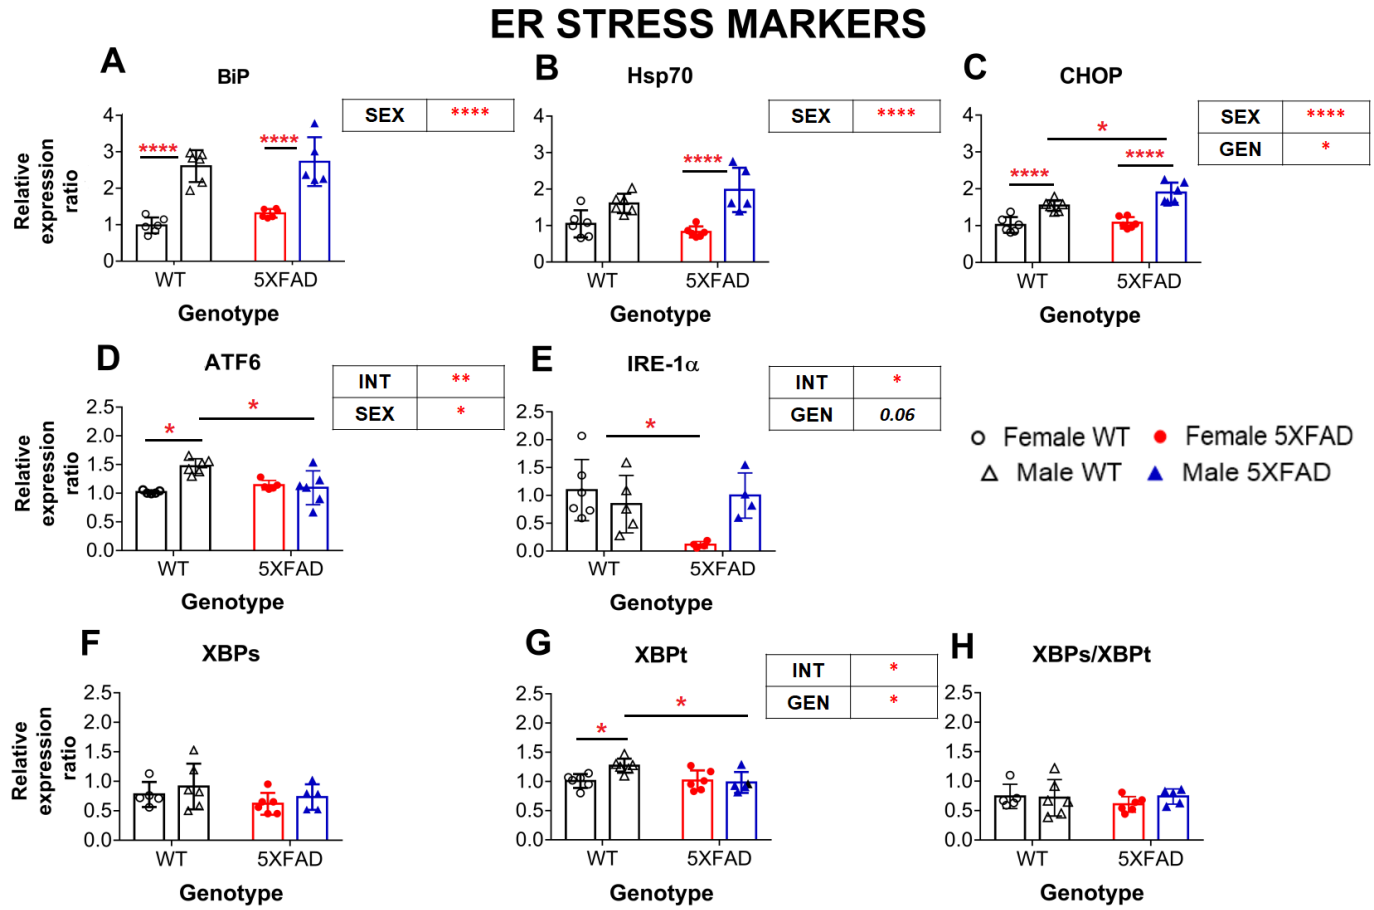 ER STRESS MARKERS
A
BiP
SEX ****
Relative
expression
ratio
4
3
2
1
0
**** ****
WT 5XFAD
Genotype
B
Hsp70
SEX ****
4
3
2
1
0
****
WT 5XFAD
Genotype
C
CHOP
SEX ****
GEN *
4
3
2
1
0
*
**** ****
WT 5XFAD
Genotype
D
ATF6
INT **
SEX *
Relative
expression
ratio
2.5
2.0
1.5
1.0
0.5
0.0
* *
WT 5XFAD
Genotype
E
IRE-1α
INT *
GEN 0.06
2.5
2.0
1.5
1.0
0.5
0.0
*
WT 5XFAD
Genotype
Female WT Female 5XFAD
Male WT Male 5XFAD
F
XBPs
Relative
expression
ratio
2.5
2.0
1.5
1.0
0.5
0.0
WT 5XFAD
Genotype
G
XBPt
INT *
GEN *
2.5
2.0
1.5
1.0
0.5
0.0
* *
WT 5XFAD
Genotype
H
XBPs/XBPt
2.5
2.0
1.5
1.0
0.5
0.0
WT 5XFAD
Genotype